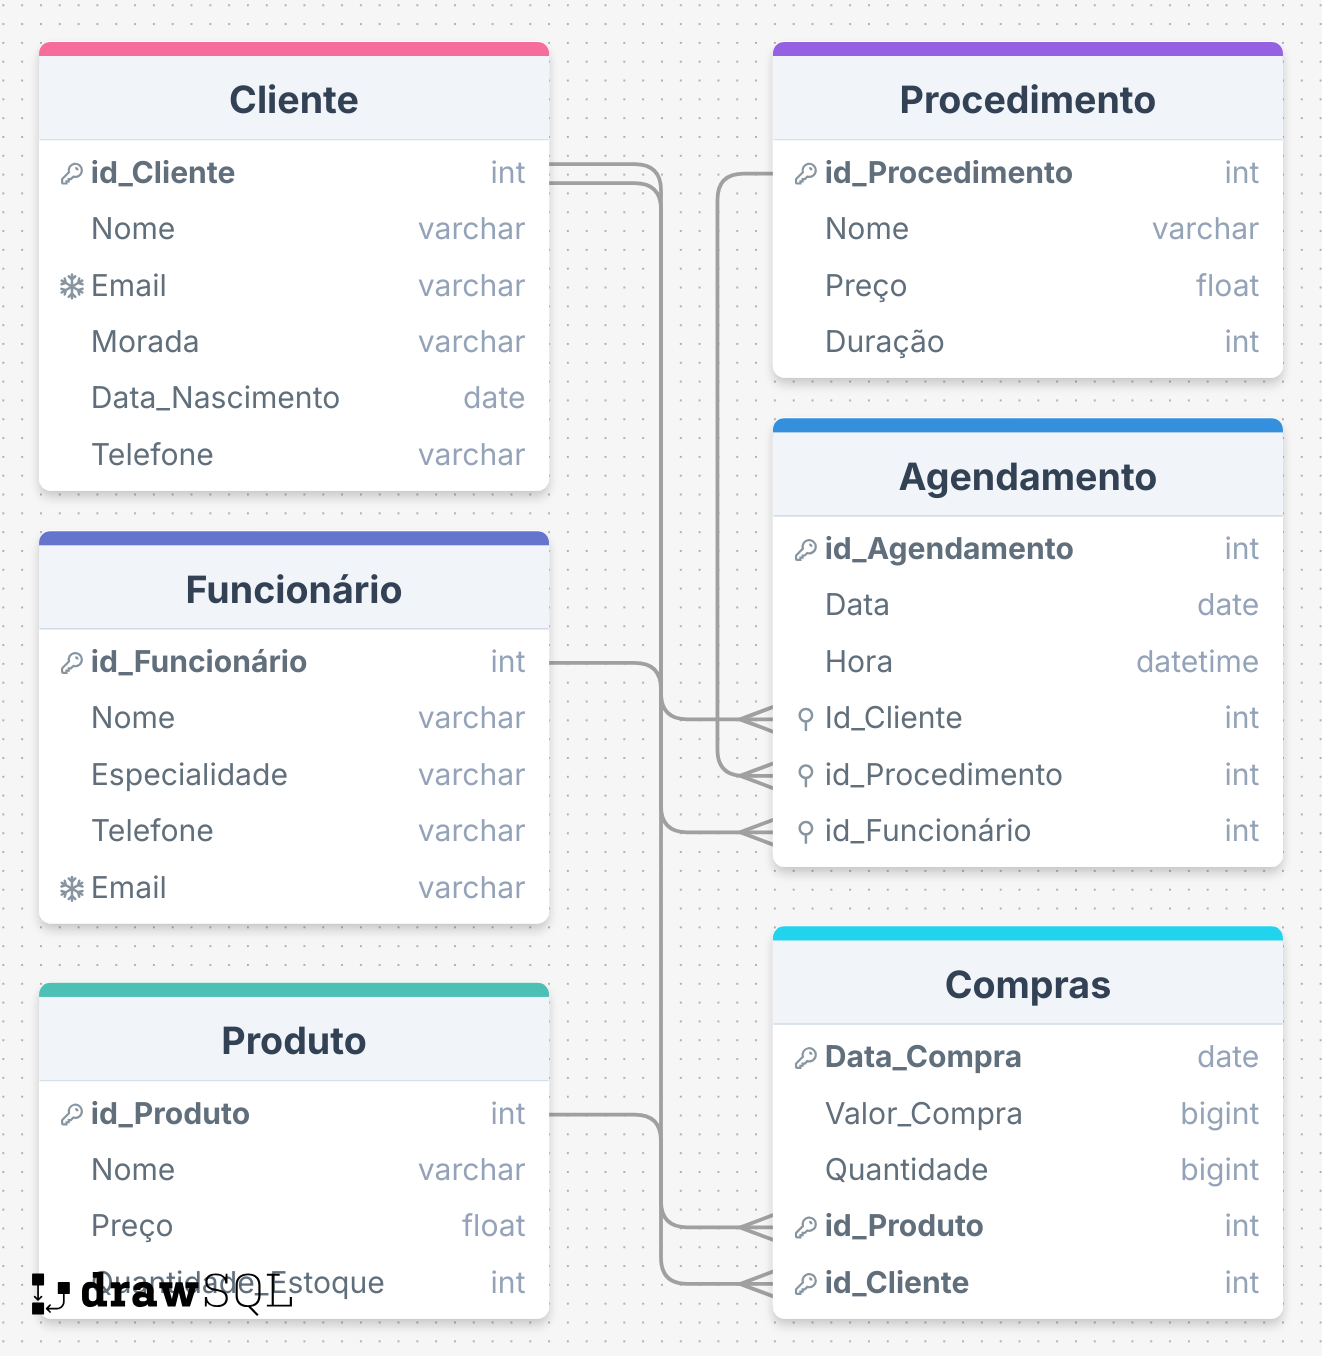 Cliente
id_Cliente int
Nome varchar
Email varchar
Morada varchar
Data_Nascimento date
Telefone varchar
Funcionário
id_Funcionário int
Nome varchar
Especialidade varchar
Telefone varchar
Email varchar
Produto
id_Produto int
Nome varchar
Preço float
Quantidade_Estoque int
drawSQL
Procedimento
id_Procedimento int
Nome varchar
Preço float
Duração int
Agendamento
id_Agendamento int
Data date
Hora datetime
Id_Cliente int
id_Procedimento int
id_Funcionário int
Compras
Data_Compra date
Valor_Compra bigint
Quantidade bigint
id_Produto int
id_Cliente int